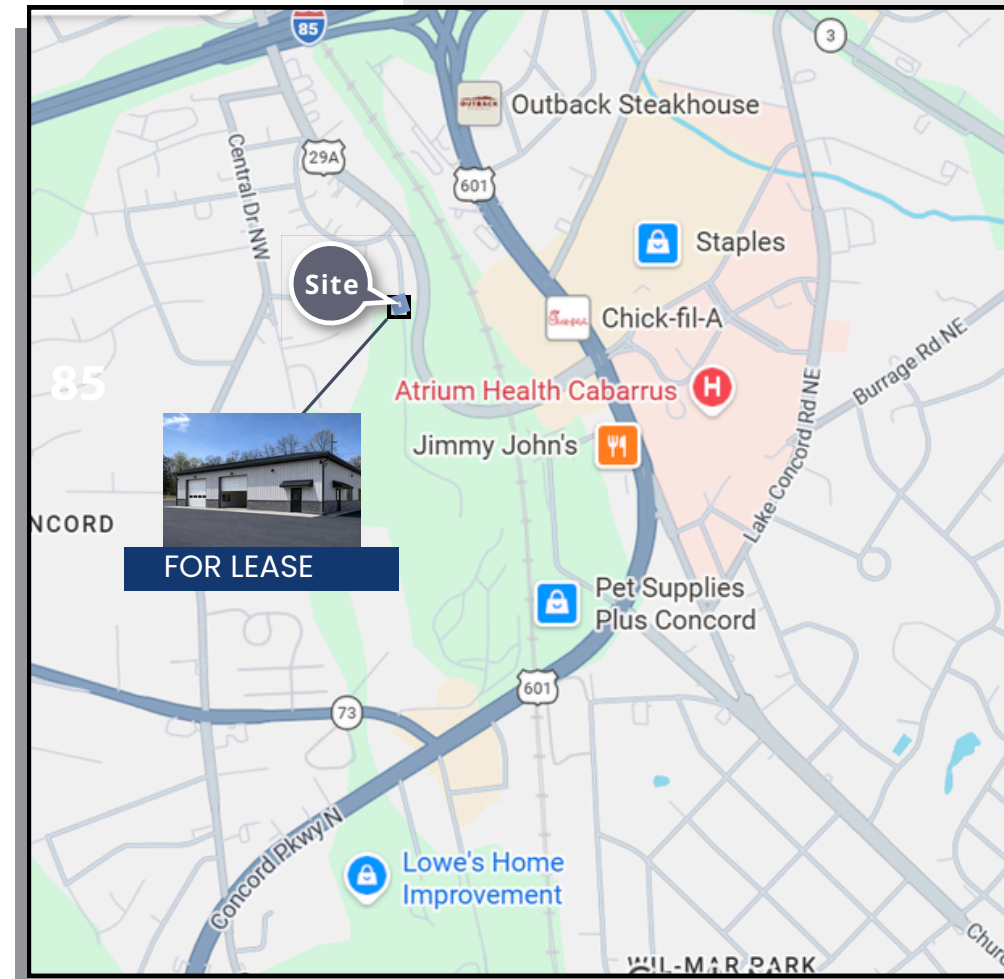 85
3
OUTBACK
Outback Steakhouse
29A
Central Dr NW
601
Staples
Site
Chick-fil-A
Burrage Rd NE
85
Atrium Health Cabarrus
H
Lake Concord Rd NE
Jimmy John's
NCORD
FOR LEASE
Pet Supplies
Plus Concord
601
73
Concord Pkwy N
Lowe's Home
Improvement
WIL-MAR PARK